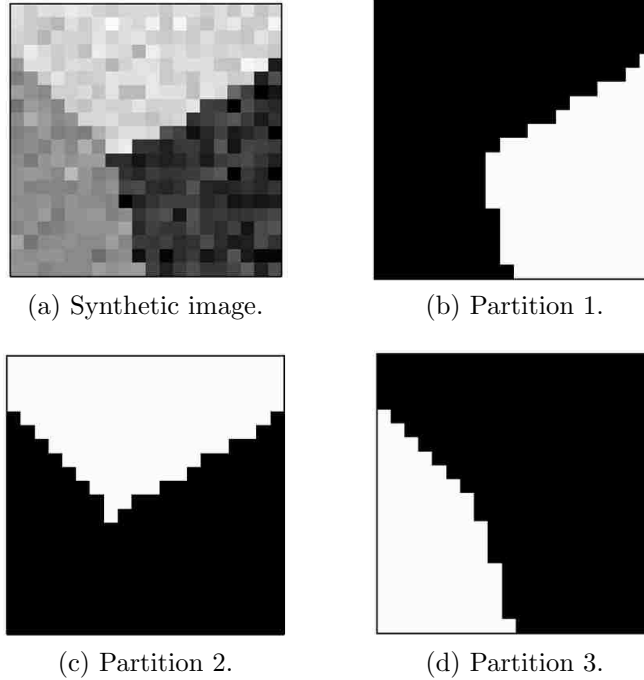 (a) Synthetic image.
(b) Partition 1.
(c) Partition 2.
(d) Partition 3.